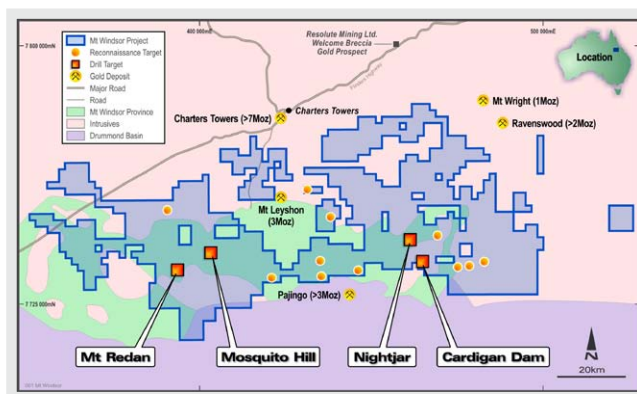 400 000mE
500 000mE
7 800 000mN
Mt Windsor Project
Reconnaissance Target
Drill Target
Gold Deposit
Major Road
Road
Mt Windsor Province
Intrusives
Drummond Basin
Resolute Mining Ltd.
Welcome Breccia
Gold Prospect
Flinders Highway
Location
Charters Towers
Charters Towers (>7Moz)
Mt Wright (1Moz)
Ravenswood (>2Moz)
Mt Leyshon
(3Moz)
Pajingo (>3Moz)
7 725 000mN
Mt Redan
Mosquito Hill
Nightjar
Cardigan Dam
N
20km